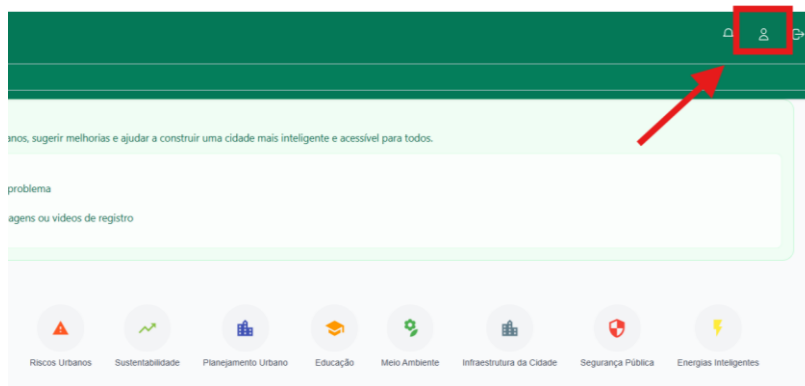 anos, sugerir melhorias e ajudar a construir uma cidade mais inteligente e acessível para todos.
problema
agens ou videos de registro
Riscos Urbanos
Sustentabilidade
Planejamento Urbano
Educação
Meio Ambiente
Infraestrutura da Cidade
Segurança Pública
Energias Inteligentes